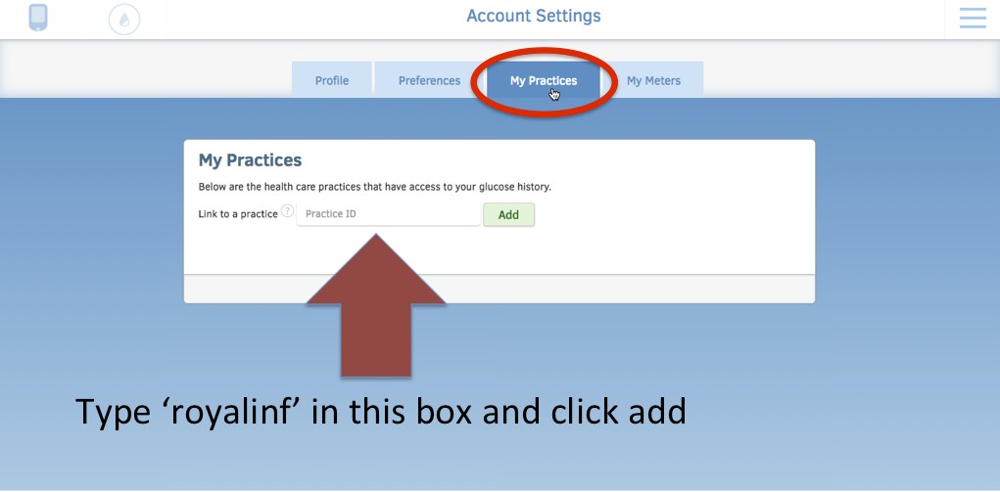 Account Settings
Profile
Preferences
My Practices
My Meters
My Practices
Below are the health care practices that have access to your glucose history.
Link to a practice ? Practice ID Add
Type ‘royalinf’ in this box and click add